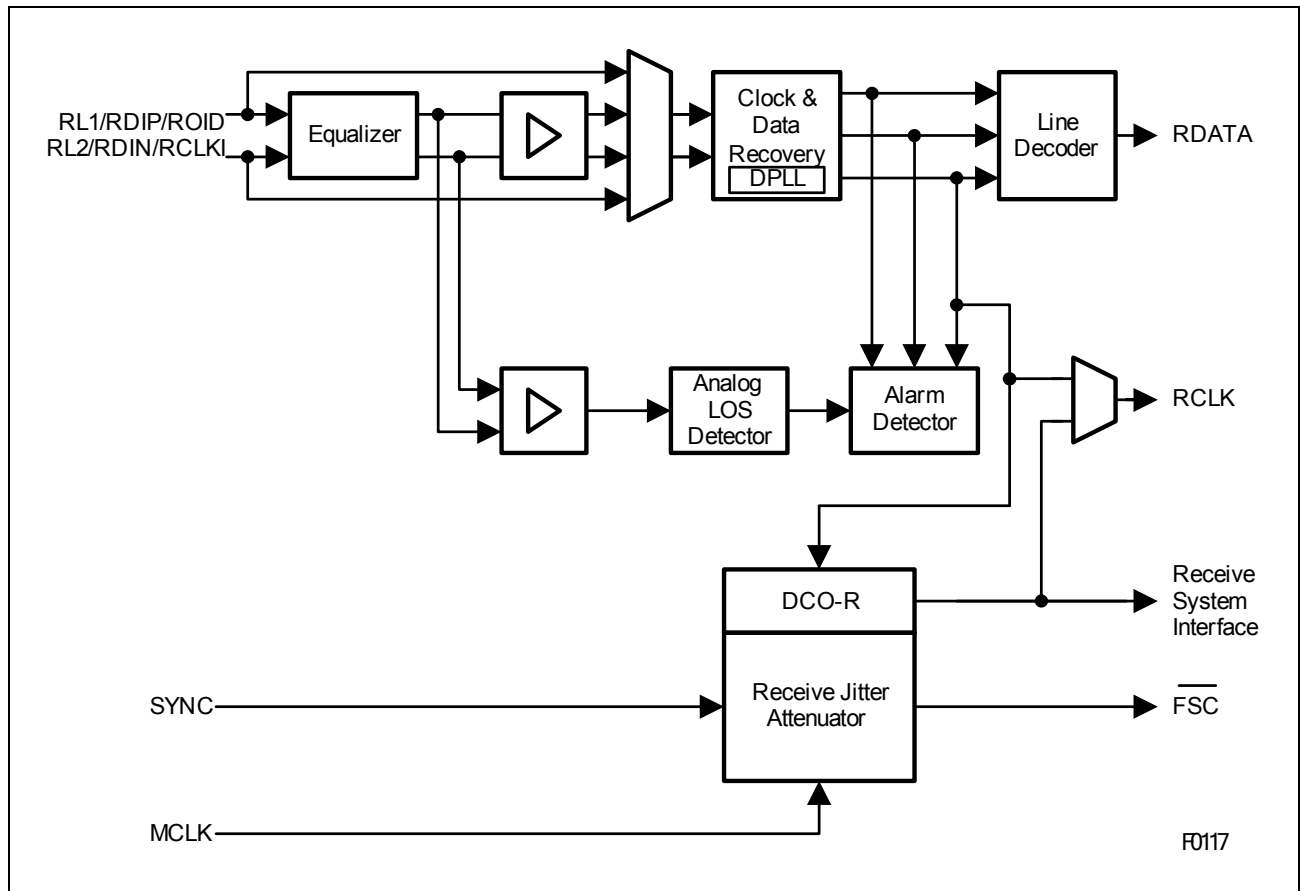 RL1/RDIP/ROID
RL2/RDIN/RCLKI
Equalizer
Clock &
Data
Recovery
DPLL
Line
Decoder
RDATA
Analog
LOS
Detector
Alarm
Detector
RCLK
DCO-R
Receive
System
Interface
Receive Jitter
Attenuator
SYNC
FSC
MCLK
F0117